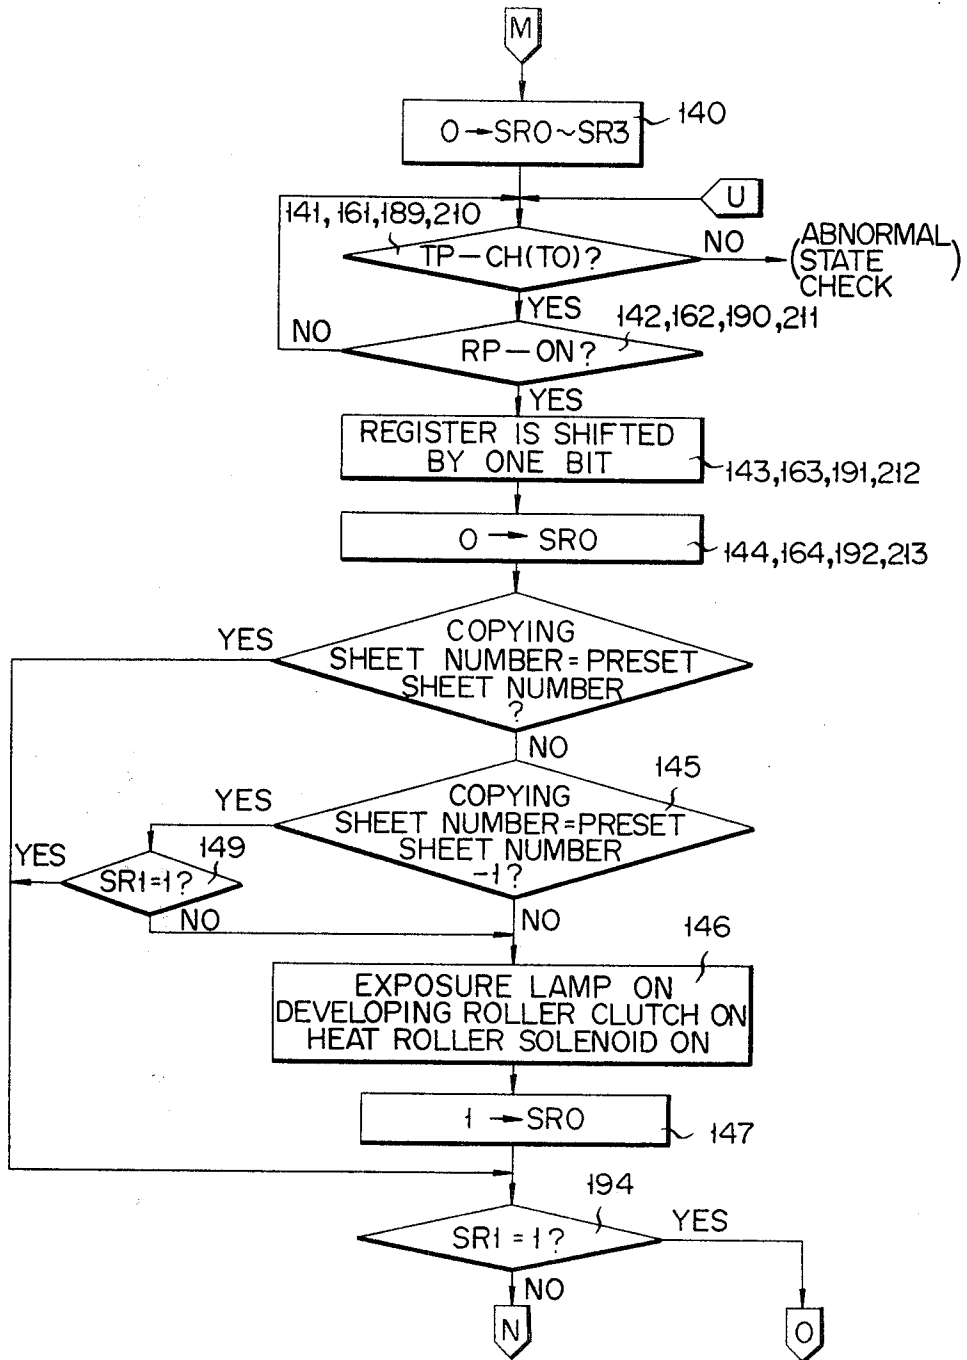 M
0→SR0~SR3
140
U
141, 161, 189, 210
TP-CH(TO)?
NO
(ABNORMAL
STATE
CHECK)
YES
142, 162, 190, 211
NO
RP-ON?
YES
REGISTER IS SHIFTED
BY ONE BIT
143, 163, 191, 212
0 → SR0
144, 164, 192, 213
YES
COPYING
SHEET NUMBER = PRESET
SHEET NUMBER
?
NO
145
YES
COPYING
SHEET NUMBER = PRESET
SHEET NUMBER
-1?
YES
149
SR1=1?
NO
NO
146
EXPOSURE LAMP ON
DEVELOPING ROLLER CLUTCH ON
HEAT ROLLER SOLENOID ON
1 → SR0
147
194
SR1 = 1?
YES
NO
N
O